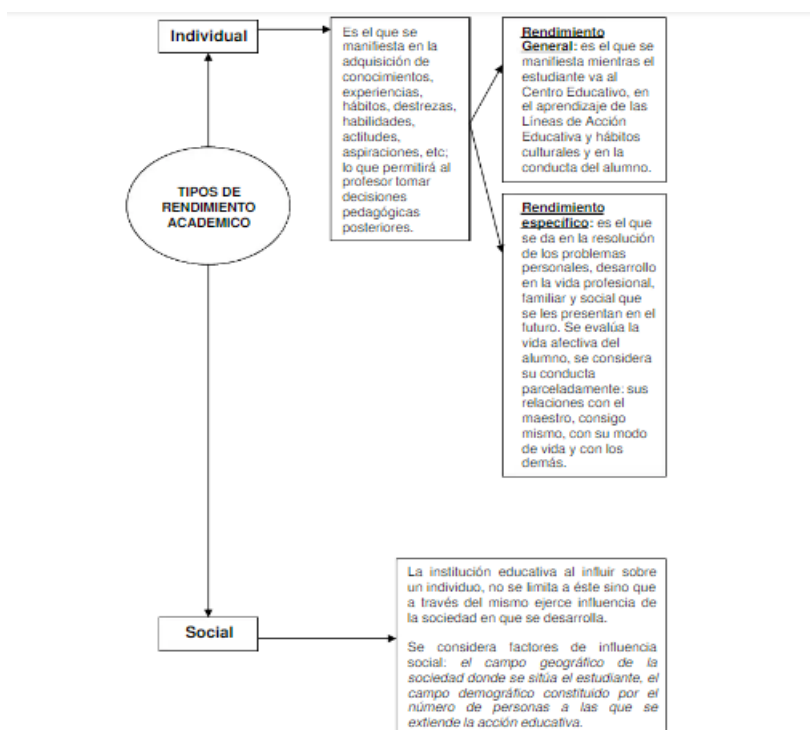 Individual
Es el que se
manifiesta en la
adquisición de
conocimientos,
experiencias,
hábitos, destrezas,
habilidades,
actitudes,
aspiraciones, etc;
lo que permitirá al
profesor tomar
decisiones
pedagógicas
posteriores.
Rendimiento
General: es el que se
manifiesta mientras el
estudiante va al
Centro Educativo, en
el aprendizaje de las
Líneas de Acción
Educativa y hábitos
culturales y en la
conducta del alumno.
TIPOS DE
RENDIMIENTO
ACADEMICO
Rendimiento
específico: es el que
se da en la resolución
de los problemas
personales, desarrollo
en la vida profesional,
familiar y social que
se les presentan en el
futuro. Se evalúa la
vida afectiva del
alumno, se considera
su conducta
parceladamente: sus
relaciones con el
maestro, consigo
mismo, con su modo
de vida y con los
demás.
Social
La institución educativa al influir sobre
un individuo, no se limita a éste sino que
a través del mismo ejerce influencia de
la sociedad en que se desarrolla.
Se considera factores de influencia
social: el campo geográfico de la
sociedad donde se sitúa el estudiante, el
campo demográfico constituido por el
número de personas a las que se
extiende la acción educativa.